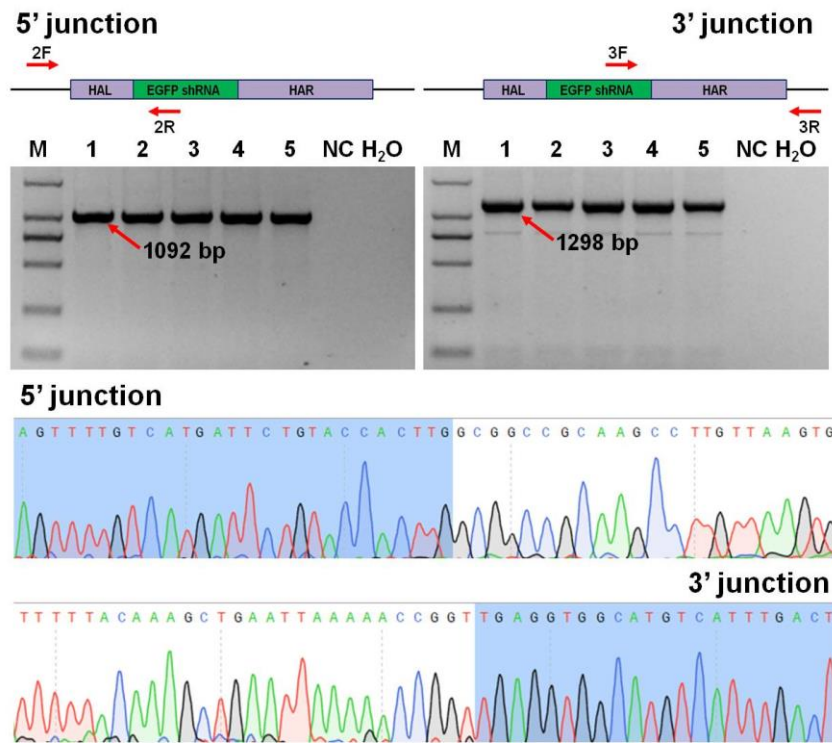 5’ junction
2F
HAL EGFP shRNA HAR
2R
M 1 2 3 4 5 NC H₂O
1092 bp
3’ junction
3F
HAL EGFP shRNA HAR
3R
M 1 2 3 4 5 NC H₂O
1298 bp
5’ junction
AGTTTTGTCATGATTCTGTACCACTTGGCGGCCGCAAGCCTTGTTAAGTG
3’ junction
TTTTTACAAAGCTGAATTAAAAACCGGTTGAGGTGGCATGTCATTTGACT